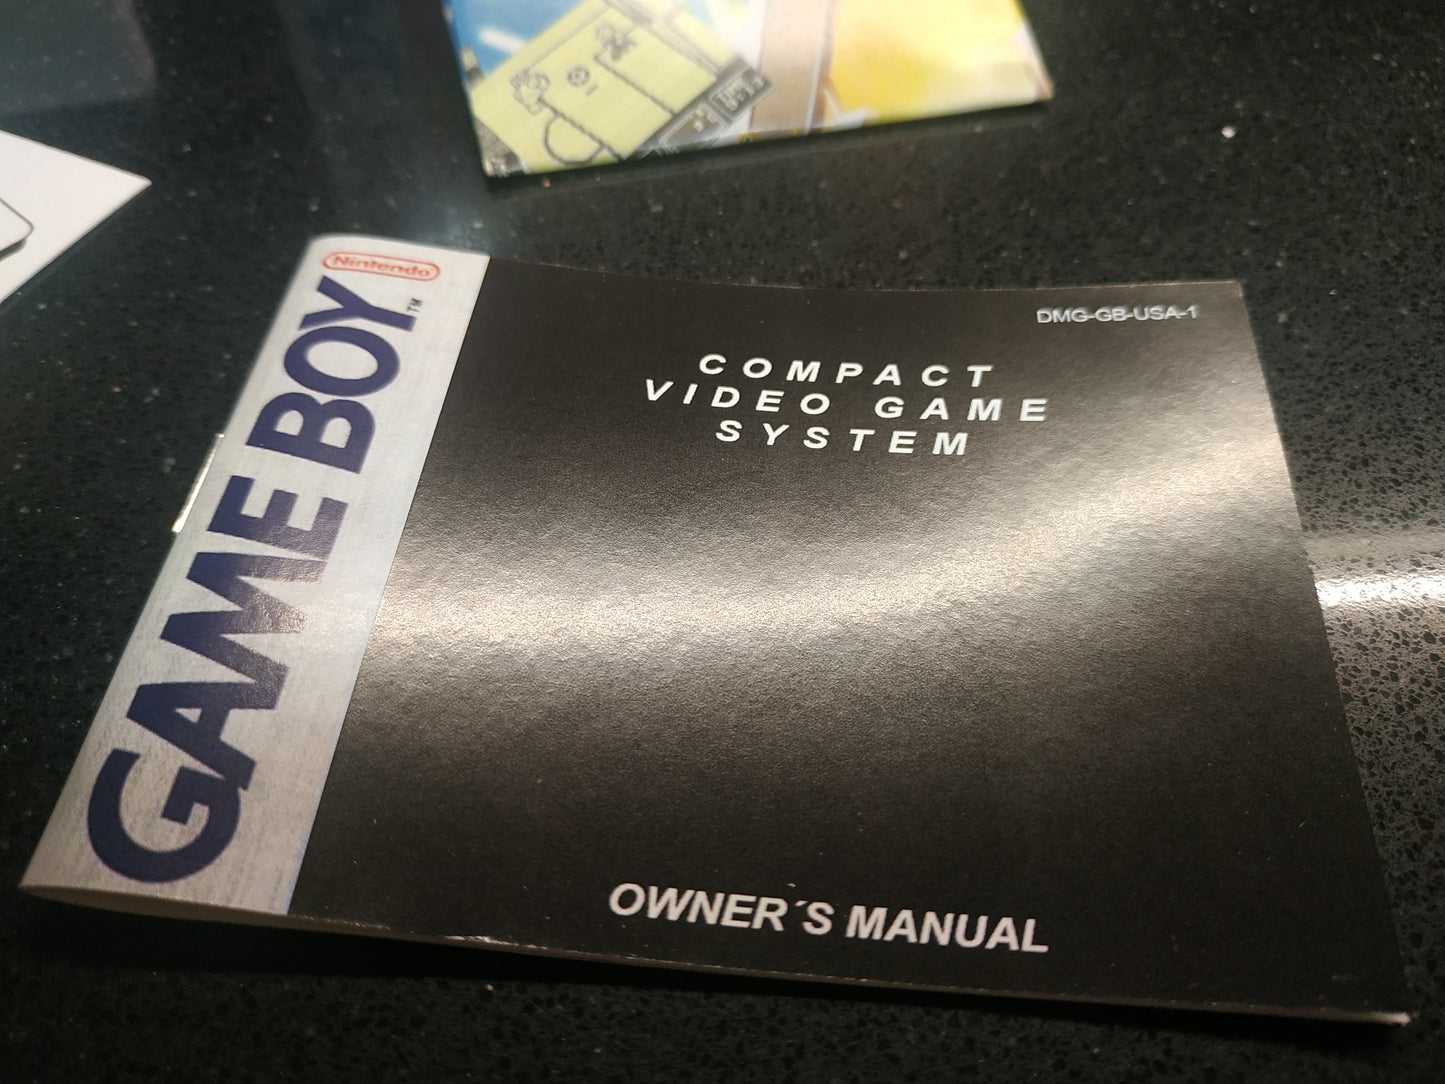 Nintendo
GAME BOY™
DMG-GB-USA-1
COMPACT
VIDEO GAME
SYSTEM
OWNER´S MANUAL